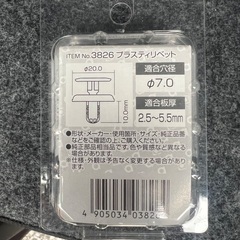 ITEM No.3826 プラスティリベット
φ20.0
10.0mm
適合穴径
φ7.0
適合板厚
2.5~5.5mm
形状・メーカー・使用箇所・サイズ・純正品番
などをご確認の上、ご購入ください。
●純正部品相当品です。色や質感など異なる
場合があります。
●仕様・外観は予告なく変更する場合がありま
す。
4 905034 0382